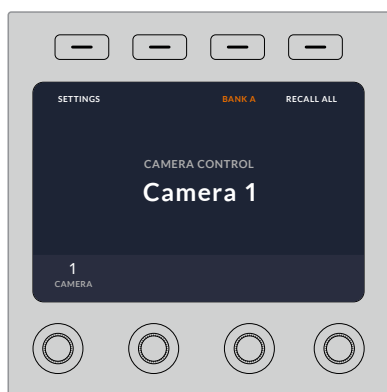 SETTINGS BANK A RECALL ALL
CAMERA CONTROL
Camera 1
1
CAMERA